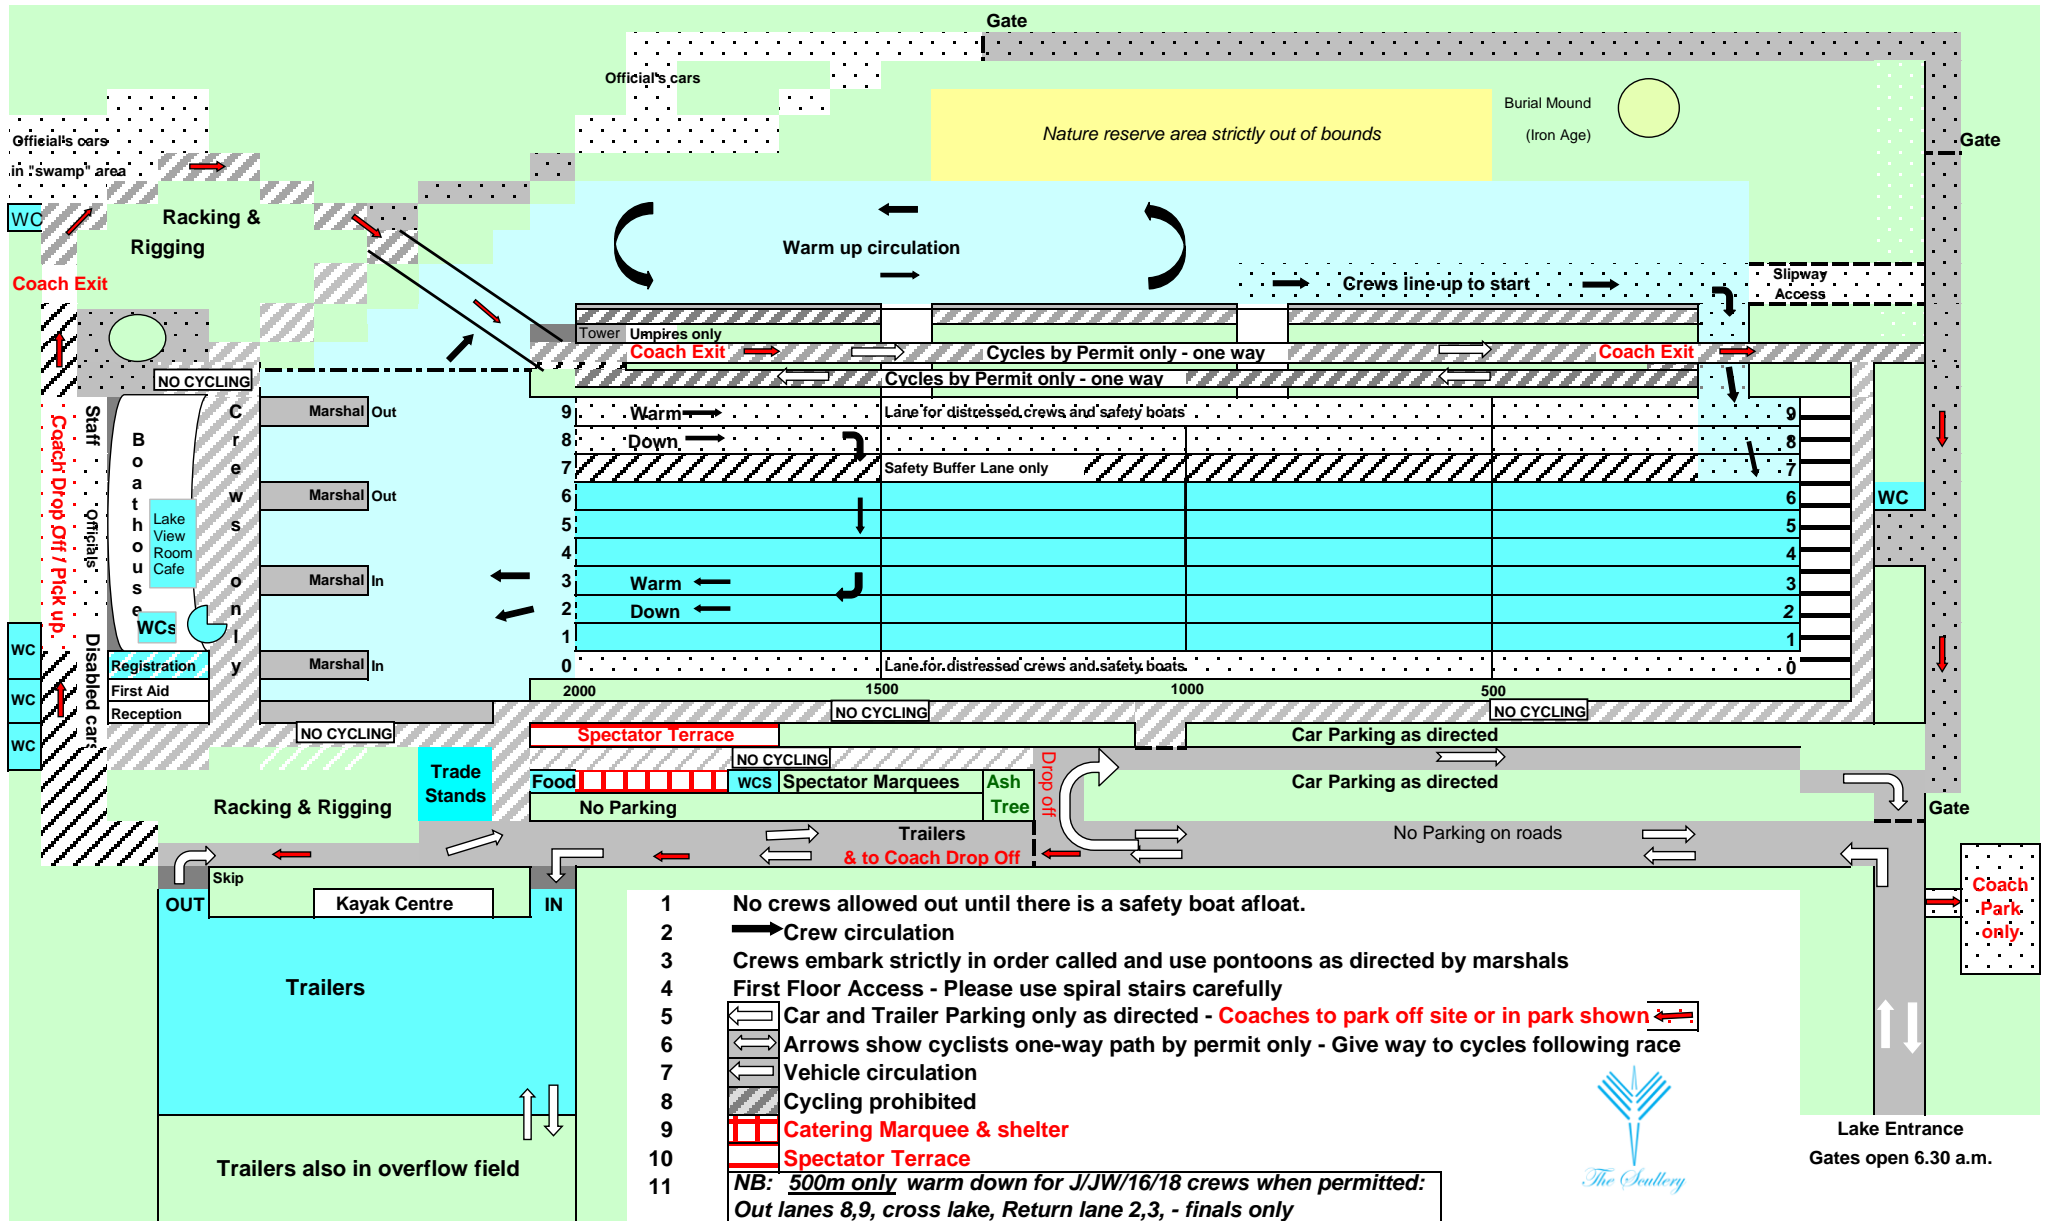 Gate
Official's cars
Burial Mound
(Iron Age)
Nature reserve area strictly out of bounds
Official's cars
in "swamp" area
Gate
WC
Racking &
Rigging
Warm up circulation
Coach Exit
Crews line up to start
Slipway
Access
Tower
Umpires only
Coach Exit
Cycles by Permit only - one way
Coach Exit
Cycles by Permit only - one way
NO CYCLING
Staff
Officials
Disabled cars
Coach Drop Off / Pick up
Boathouse
Crews only
Lake
View
Room
Cafe
WCs
Marshal Out
Marshal Out
Marshal In
Marshal In
9 Warm Lane for distressed crews and safety boats 9
8 Down 8
7 Safety Buffer Lane only 7
6 6
WC
5 5
4 4
3 Warm 3
2 Down 2
1 1
0 Lane for distressed crews and safety boats 0
2000 1500 1000 500
WC
WC
WC
Registration
First Aid
Reception
NO CYCLING
NO CYCLING
NO CYCLING
Spectator Terrace
Car Parking as directed
NO CYCLING
Trade
Stands
Food
WCS
Spectator Marquees
Ash
Tree
Drop off
Car Parking as directed
Racking & Rigging
No Parking
Gate
Trailers
& to Coach Drop Off
No Parking on roads
Skip
OUT
Kayak Centre
IN
Coach
Park
only
Trailers
Trailers also in overflow field
1 No crews allowed out until there is a safety boat afloat.
2 Crew circulation
3 Crews embark strictly in order called and use pontoons as directed by marshals
4 First Floor Access - Please use spiral stairs carefully
5 Car and Trailer Parking only as directed - Coaches to park off site or in park shown
6 Arrows show cyclists one-way path by permit only - Give way to cycles following race
7 Vehicle circulation
8 Cycling prohibited
9 Catering Marquee & shelter
10 Spectator Terrace
11 NB: 500m only warm down for J/JW/16/18 crews when permitted:
Out lanes 8,9, cross lake, Return lane 2,3, - finals only
The Scullery
Lake Entrance
Gates open 6.30 a.m.